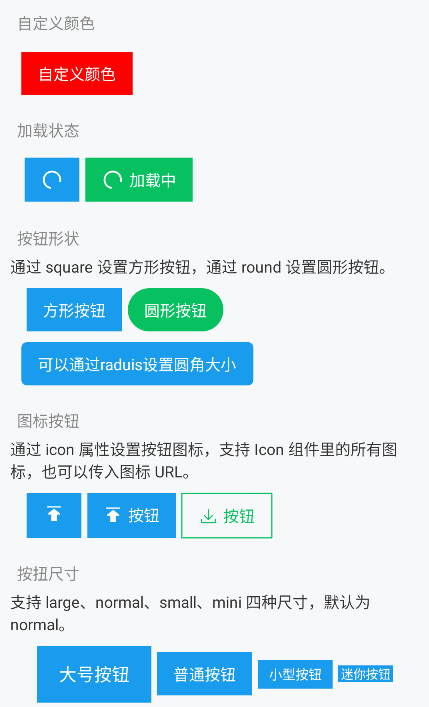 自定义颜色
自定义颜色
加载状态
加载中
按钮形状
通过 square 设置方形按钮，通过 round 设置圆形按钮。
方形按钮 圆形按钮
可以通过raduis设置圆角大小
图标按钮
通过 icon 属性设置按钮图标，支持 Icon 组件里的所有图
标，也可以传入图标 URL。
按钮 按钮
按扭尺寸
支持 large、normal、small、mini 四种尺寸，默认为
normal。
大号按钮 普通按钮 小型按钮 迷你按钮